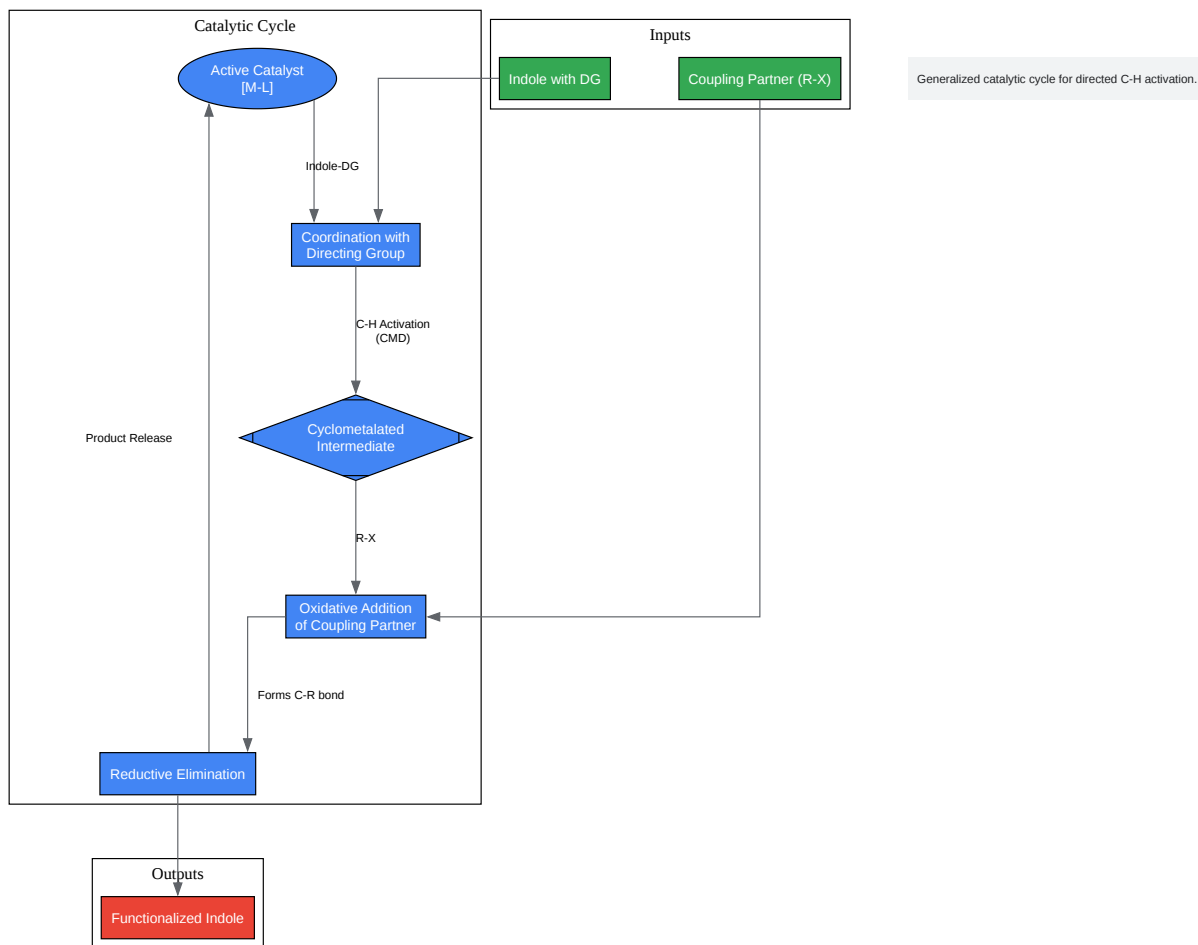 Catalytic Cycle
Inputs
Active Catalyst
[M-L]
Indole with DG
Coupling Partner (R-X)
Generalized catalytic cycle for directed C-H activation.
Indole-DG
Coordination with
Directing Group
C-H Activation
(CMD)
Cyclometalated
Intermediate
Product Release
R-X
Oxidative Addition
of Coupling Partner
Forms C-R bond
Reductive Elimination
Outputs
Functionalized Indole